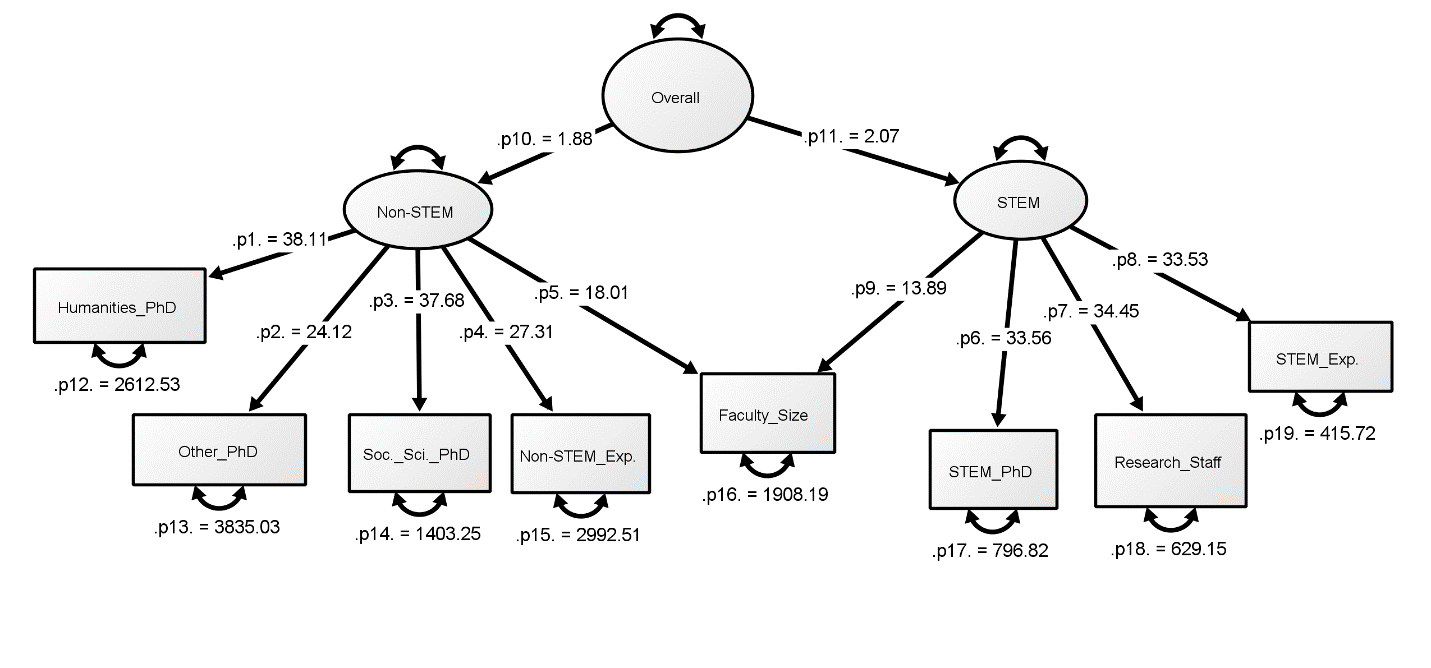 Overall
.p10. = 1.88
.p11. = 2.07
Non-STEM
STEM
.p1. = 38.11
.p2. = 24.12
.p3. = 37.68
.p4. = 27.31
.p5. = 18.01
.p9. = 13.89
.p6. = 33.56
.p7. = 34.45
.p8. = 33.53
Humanities_PhD
.p12. = 2612.53
Other_PhD
.p13. = 3835.03
Soc._Sci._PhD
.p14. = 1403.25
Non-STEM_Exp.
.p15. = 2992.51
Faculty_Size
.p16. = 1908.19
STEM_PhD
.p17. = 796.82
Research_Staff
.p18. = 629.15
STEM_Exp.
.p19. = 415.72